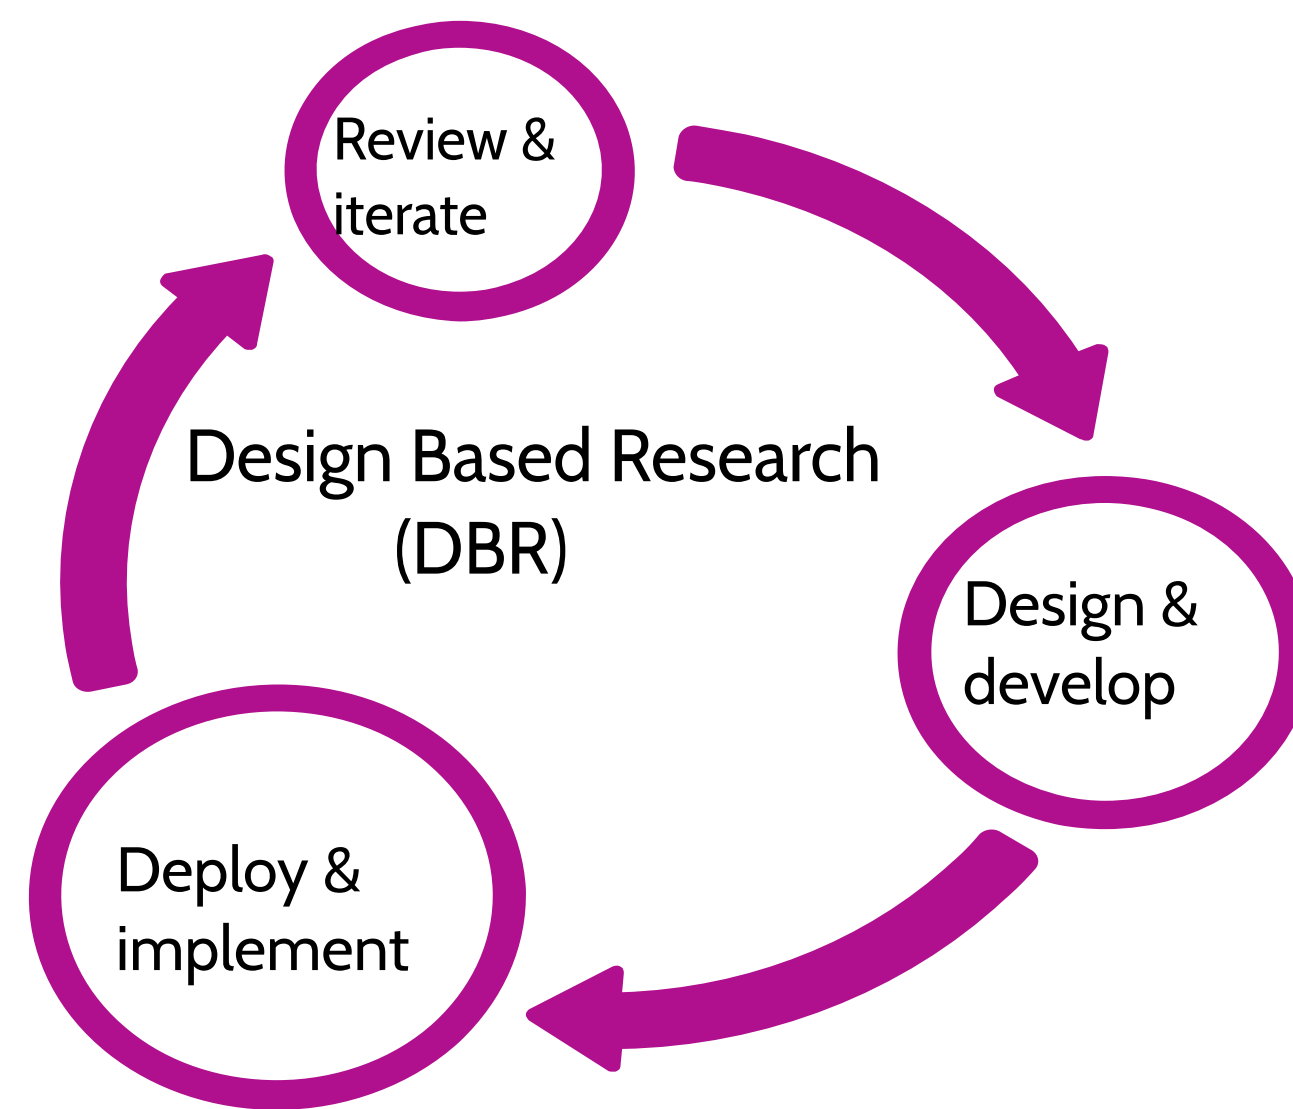 Review &
iterate
Design Based Research
(DBR)
Design &
develop
Deploy &
implement